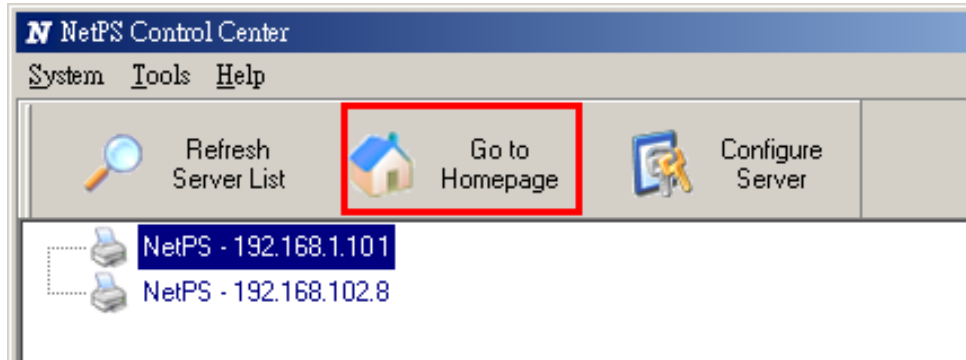 N NetPS Control Center
System Tools Help
Refresh
Server List
Go to
Homepage
Configure
Server
NetPS - 192.168.1.101
NetPS - 192.168.102.8